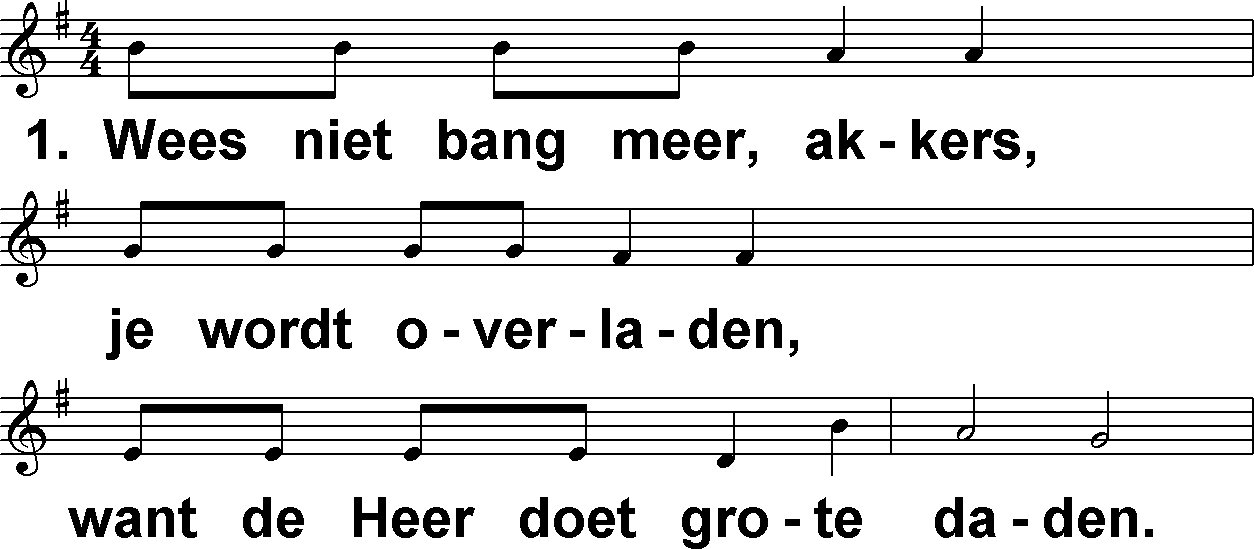 1. Wees niet bang meer, ak - kers,
je wordt o - ver - la - den,
want de Heer doet gro - te da - den.